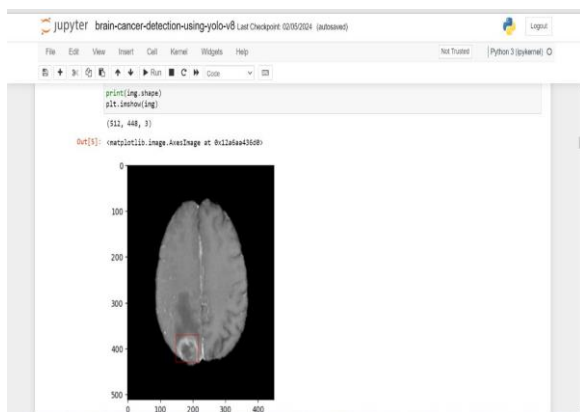 jupyter brain-cancer-detection-using-yolo-v8 Last Checkpoint: 02/05/2024 (autosaved)
Logout
File Edit View Insert Cell Kernel Widgets Help
Not Trusted
Python 3 (ipykernel)
Run
Code
print(img.shape)
plt.imshow(img)
(512, 448, 3)
Out[5]: <matplotlib.image.AxesImage at 0x12a6aa436d0>
0
100
200
300
400
500
0 100 200 300 400